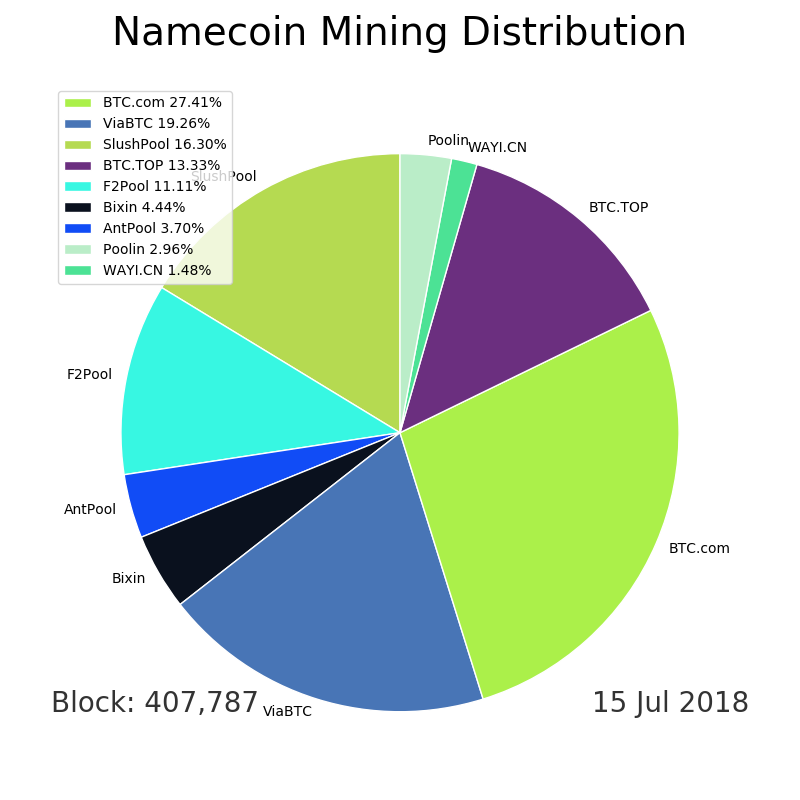 Namecoin Mining Distribution
BTC.com 27.41%
ViaBTC 19.26%
SlushPool 16.30%
BTC.TOP 13.33%
F2Pool 11.11%
Bixin 4.44%
AntPool 3.70%
Poolin 2.96%
WAYI.CN 1.48%
Poolin
WAYI.CN
SlushPool
BTC.TOP
F2Pool
AntPool
BTC.com
Bixin
Block: 407,787
ViaBTC
15 Jul 2018